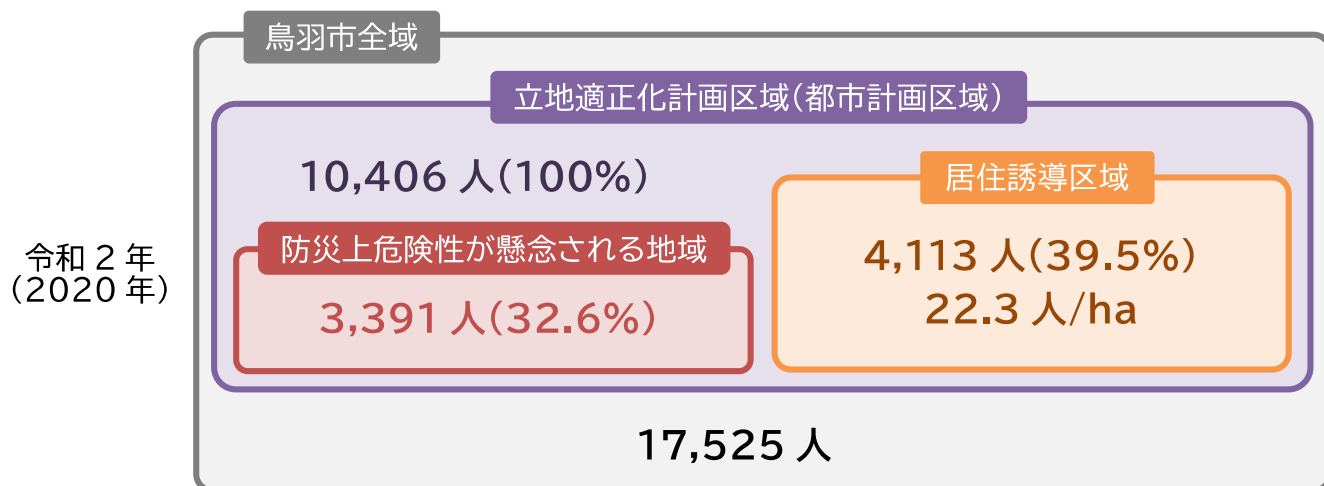 鳥羽市全域
立地適正化計画区域(都市計画区域)
10,406 人(100%)
居住誘導区域
防災上危険性が懸念される地域
4,113 人(39.5%)
令和 2 年
(2020 年)
3,391 人(32.6%)
22.3 人/ha
17,525 人